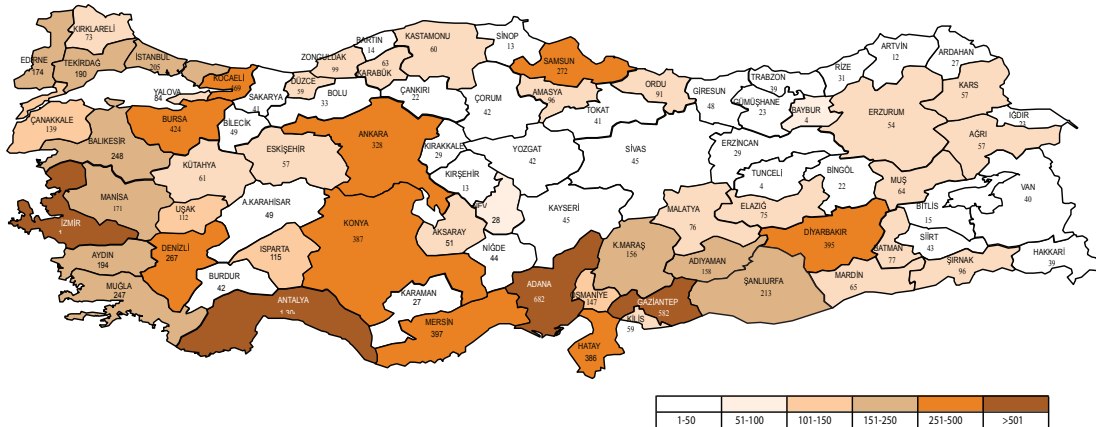 KIRKLARELİ
73
EDİRNE
174
TEKİRDAĞ
190
İSTANBUL
205
YALOVA
84
KOCAELİ
469
SAKARYA
41
DÜZCE
59
ZONGULDAK
99
BARTIN
14
KARABÜK
63
KASTAMONU
60
SİNOP
13
SAMSUN
272
BOLU
33
ÇANKIRI
22
ÇORUM
42
AMASYA
96
TOKAT
41
ORDU
91
GİRESUN
48
GÜMÜŞHANE
23
TRABZON
39
BAYBUR
4
RİZE
31
ARTVİN
12
ARDAHAN
27
KARS
57
IĞDIR
23
AĞRI
57
ERZURUM
54
ÇANAKKALE
139
BALIKESİR
248
BURSA
424
BİLECİK
49
ESKİŞEHİR
57
KÜTAHYA
61
ANKARA
328
KIRAKKALE
29
KIRŞEHİR
13
YOZGAT
42
SİVAS
45
ERZİNCAN
29
TUNCELİ
4
BİNGÖL
22
MUŞ
64
BİTLİS
15
VAN
40
İZMİR
1
MANİSA
171
UŞAK
112
A.KARAHİSAR
49
KONYA
387
AKSARAY
51
NEV
28
NİĞDE
44
KAYSERİ
45
MALATYA
76
ELAZIĞ
75
DİYARBAKIR
395
BATMAN
77
SİİRT
43
ŞIRNAK
96
HAKKARİ
39
AYDIN
194
DENİZLİ
267
MUĞLA
247
BURDUR
42
ISPARTA
115
ANTALYA
KARAMAN
27
MERSİN
397
ADANA
682
OSMANİYE
147
K.MARAŞ
156
ADIYAMAN
158
GAZİANTEP
582
KİLİS
59
HATAY
386
ŞANLIURFA
213
MARDİN
65
1-50 51-100 101-150 151-250 251-500 >501